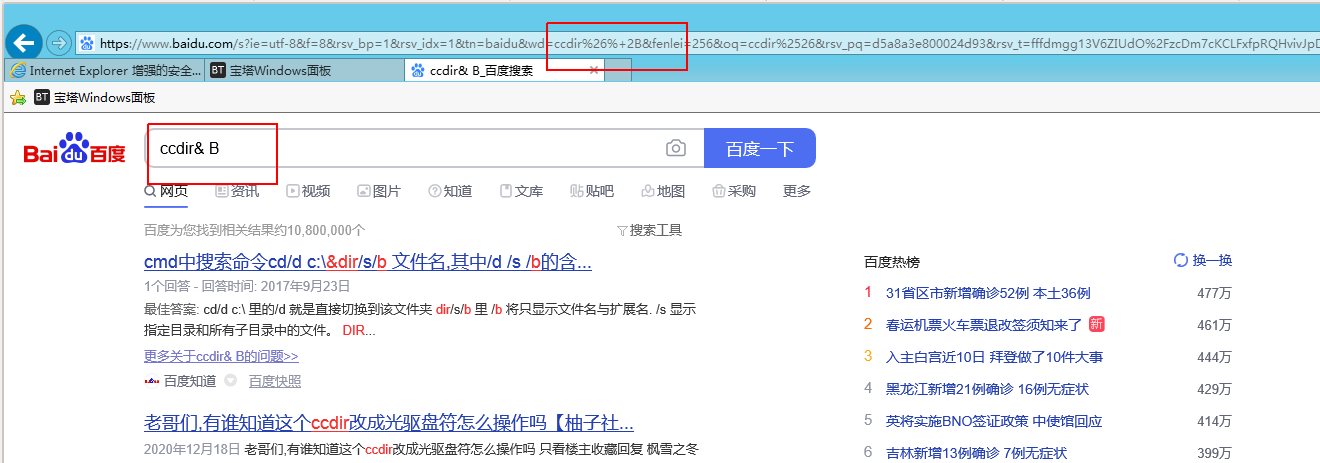 https://www.baidu.com/s?ie=utf-8&f=8&rsv_bp=1&rsv_idx=1&tn=baidu&wd=ccdir%26%+2B&fenlei=256&oq=ccdir%2526&rsv_pq=d5a8a3e800024d93&rsv_t=fffdmgg13V6ZIUdO%2FzcDm7cKCLFxfpRQHvivJpD
Internet Explorer 增强的安全... BT 宝塔Windows面板 ccdir& B_百度搜索
BT 宝塔Windows面板
Bai du 百度 ccdir& B 百度一下
网页 资讯 视频 图片 知道 文库 贴吧 地图 采购 更多
百度为您找到相关结果约10,800,000个 搜索工具
cmd中搜索命令cd/d c:\&dir/s/b 文件名,其中/d /s /b的含...
1个回答 - 回答时间: 2017年9月23日
最佳答案: cd/d c:\ 里的/d 就是直接切换到该文件夹 dir/s/b 里 /b 将只显示文件名与扩展名. /s 显示
指定目录和所有子目录中的文件。 DIR...
更多关于ccdir& B的问题>>
百度知道 百度快照
老哥们,有谁知道这个ccdir改成光驱盘符怎么操作吗【柚子社...
2020年12月18日 老哥们,有谁知道这个ccdir改成光驱盘符怎么操作吗 只看楼主收藏回复 枫雪之冬
百度热榜 换一换
1 31省区市新增确诊52例 本土36例 477万
2 春运机票火车票退改签须知来了 新 461万
3 入主白宫近10日 拜登做了10件大事 444万
4 黑龙江新增21例确诊 16例无症状 429万
5 英将实施BNO签证政策 中使馆回应 414万
6 吉林新增13例确诊 7例无症状 399万